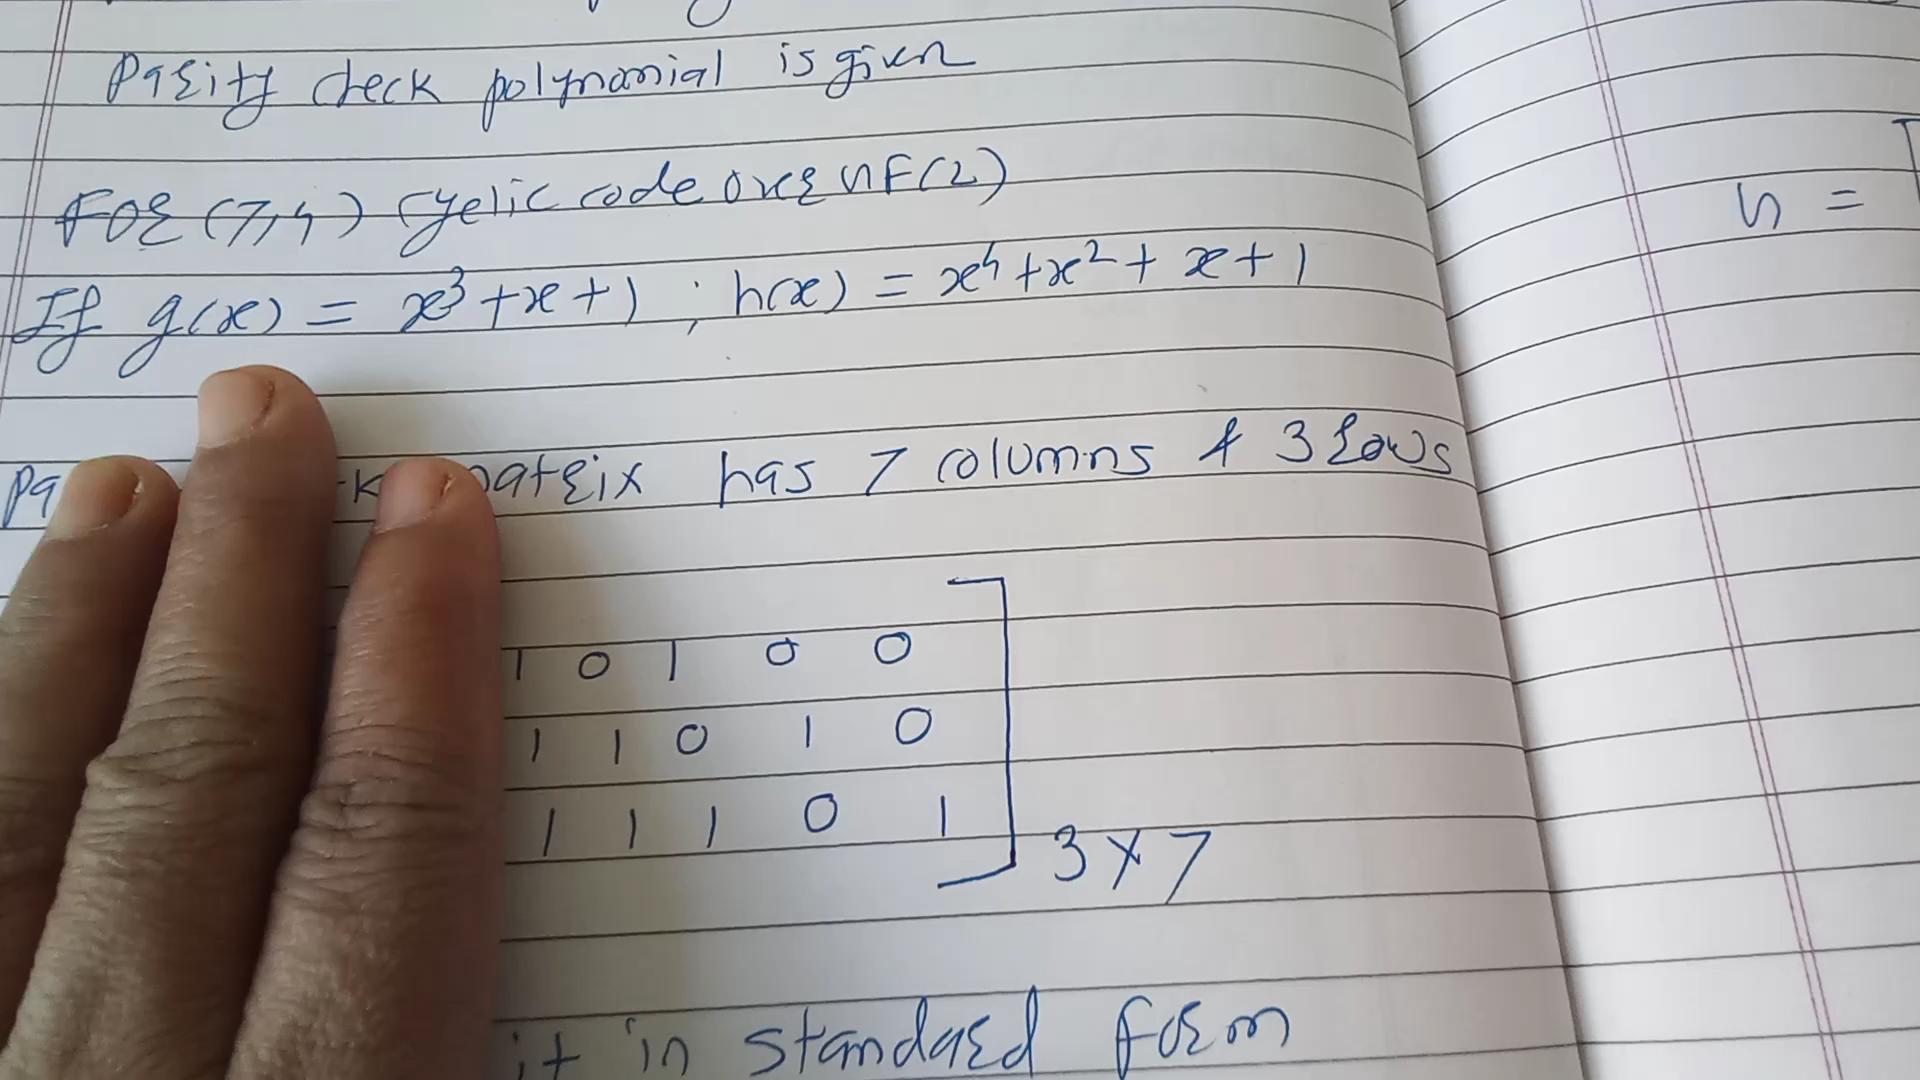 Parity check polynomial is given
For (7,4) cyclic code over GF(2)
If g(x) = x³ + x + 1 ; h(x) = x⁴ + x² + x + 1
has 7 columns & 3 rows
1 0 1 0 0
1 1 0 1 0
1 1 1 0 1
3 X 7
it in standard form
h =